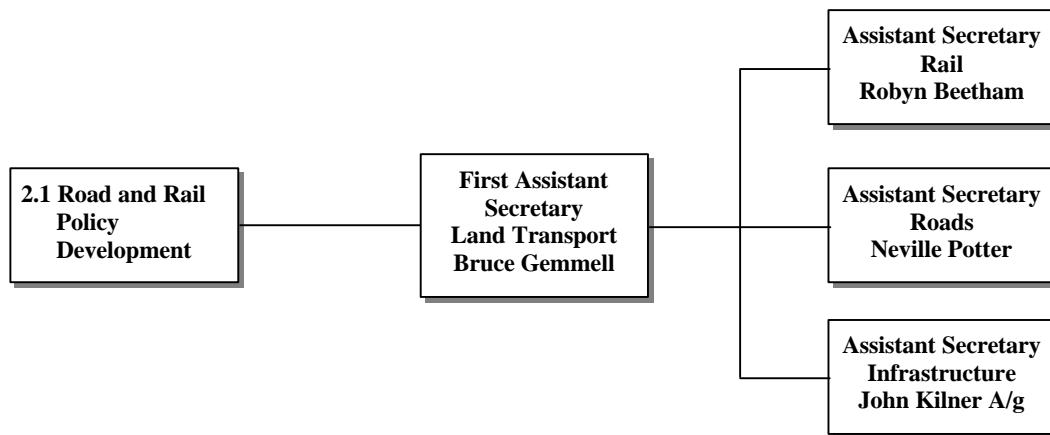 2.1 Road and Rail
Policy
Development
First Assistant
Secretary
Land Transport
Bruce Gemmell
Assistant Secretary
Rail
Robyn Beetham
Assistant Secretary
Roads
Neville Potter
Assistant Secretary
Infrastructure
John Kilner A/g